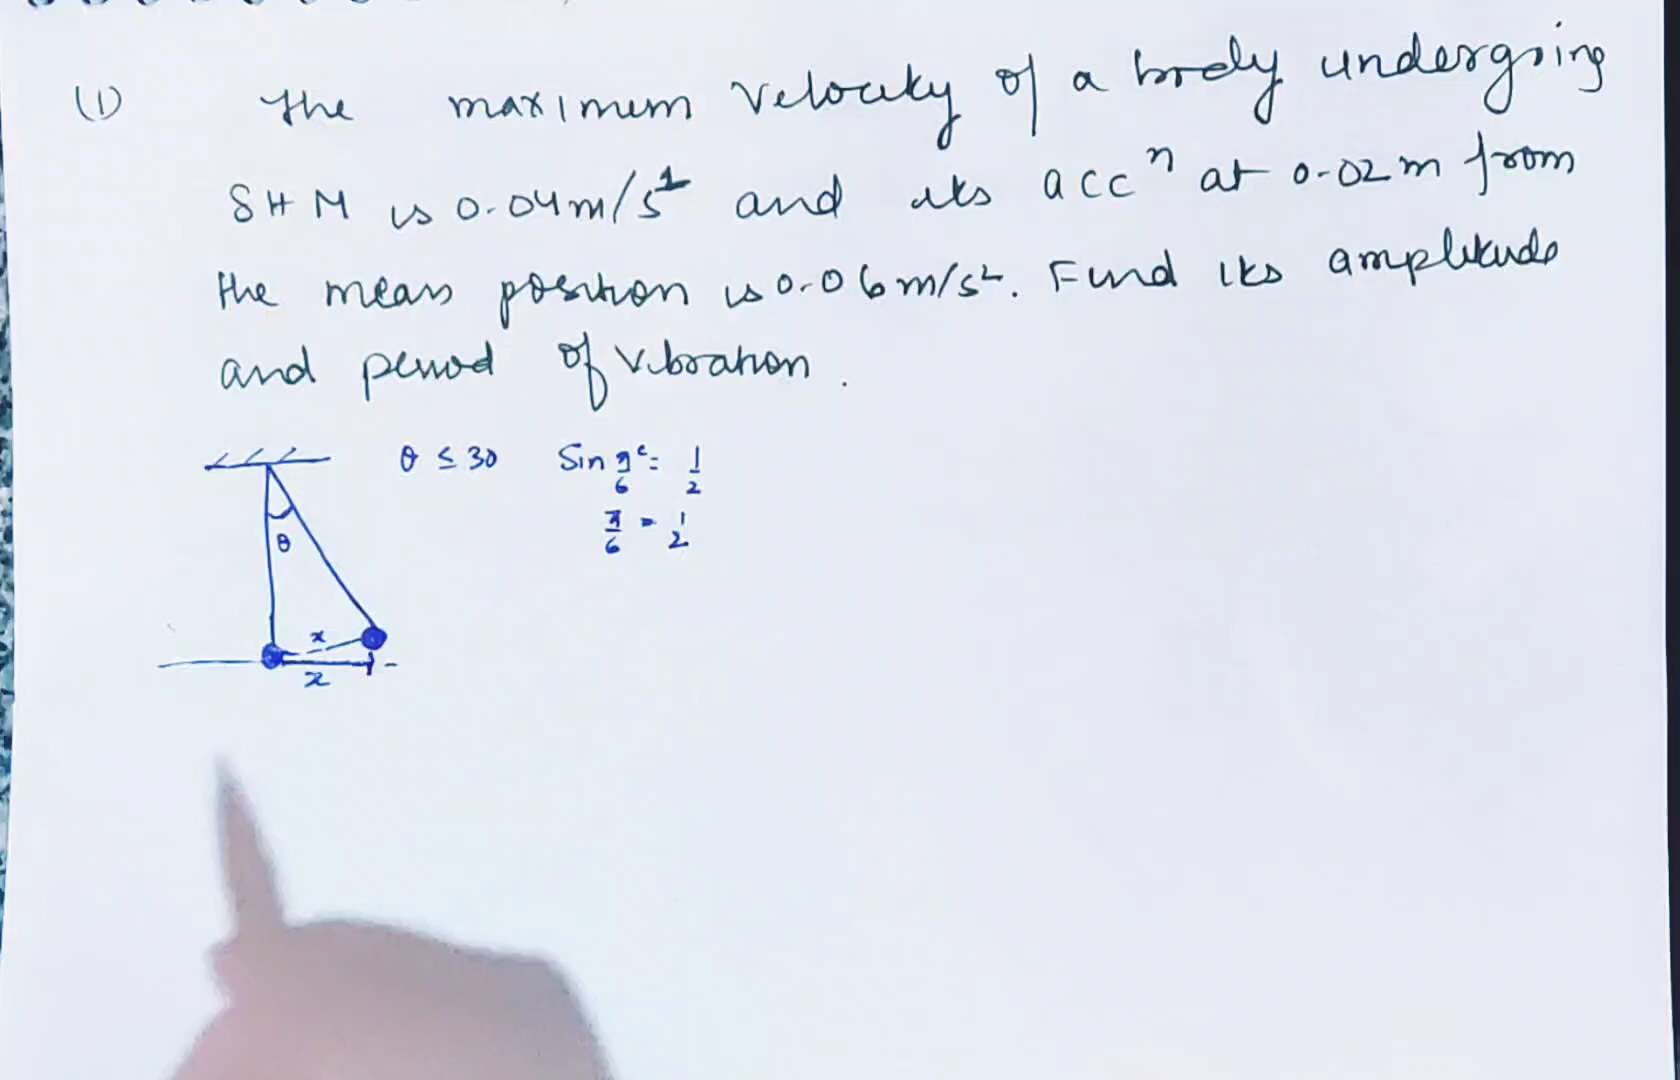 (1) The maximum velocity of a body undergoing
SHM is 0.04m/s and its accⁿ at 0.02m from
the mean position is 0.06m/s². Find its amplitude
and period of vibration.
θ ≤ 30 Sin π/6ᶜ = 1/2
π/6 = 1/2
θ
x
x